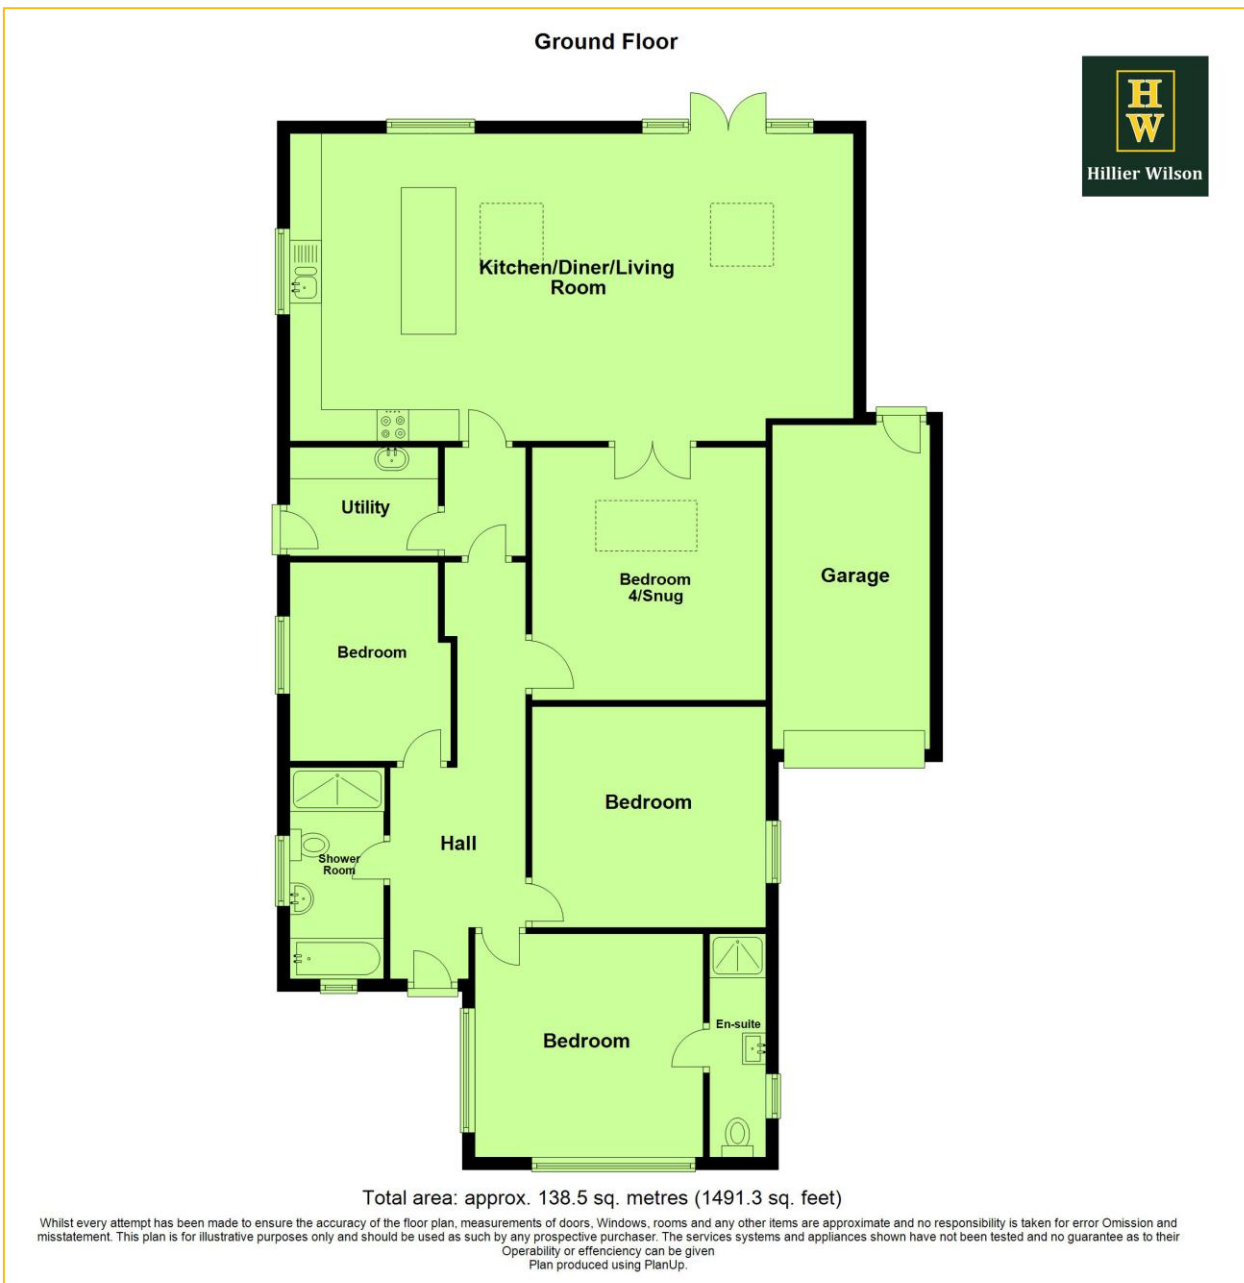 Ground Floor
H
W
Hillier Wilson
Kitchen/Diner/Living
Room
Utility
Bedroom
4/Snug
Garage
Bedroom
Bedroom
Hall
Shower
Room
En-suite
Bedroom
Total area: approx. 138.5 sq. metres (1491.3 sq. feet)
Whilst every attempt has been made to ensure the accuracy of the floor plan, measurements of doors, Windows, rooms and any other items are approximate and no responsibility is taken for error Omission and
misstatement. This plan is for illustrative purposes only and should be used as such by any prospective purchaser. The services systems and appliances shown have not been tested and no guarantee as to their
Operability or effenciency can be given
Plan produced using PlanUp.